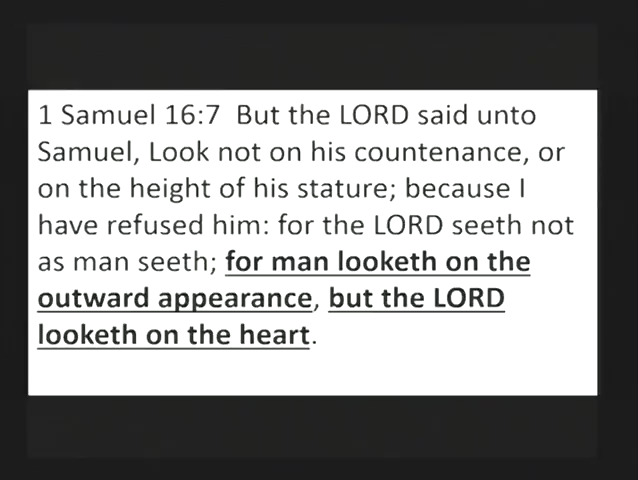 1 Samuel 16:7  But the LORD said unto
Samuel, Look not on his countenance, or
on the height of his stature; because I
have refused him: for the LORD seeth not
as man seeth; for man looketh on the
outward appearance, but the LORD
looketh on the heart.